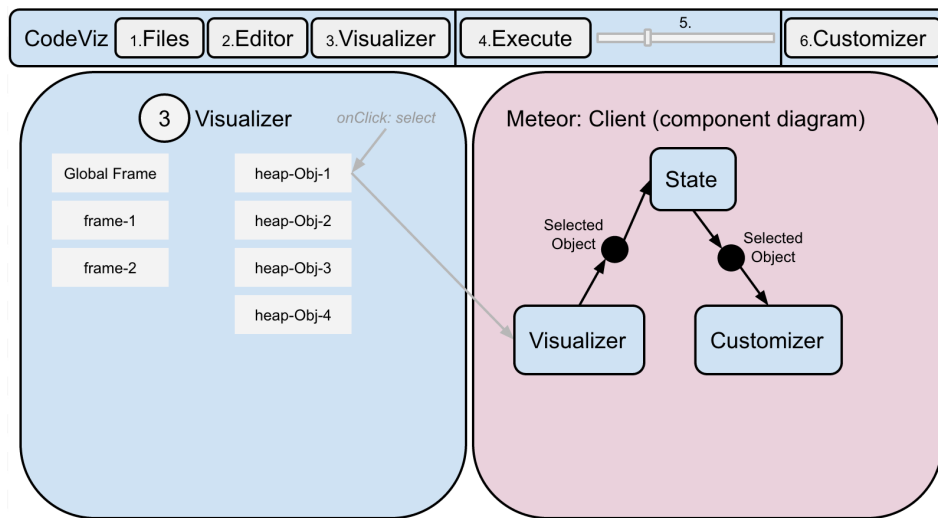 CodeViz 1.Files 2.Editor 3.Visualizer 4.Execute 5. 6.Customizer
3 Visualizer
onClick: select
Global Frame
frame-1
frame-2
heap-Obj-1
heap-Obj-2
heap-Obj-3
heap-Obj-4
Meteor: Client (component diagram)
State
Selected
Object
Selected
Object
Visualizer
Customizer